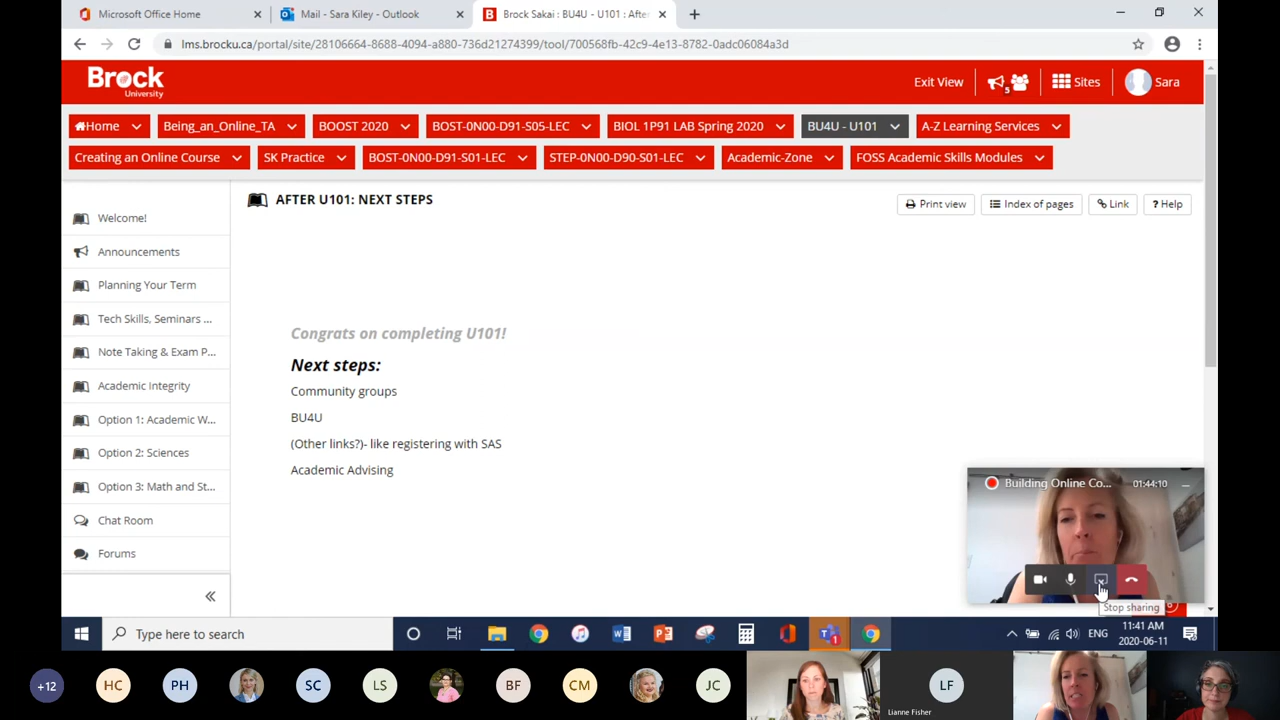 Microsoft Office Home
Mail - Sara Kiley - Outlook
Brock Sakai : BU4U - U101 : Afte
lms.brocku.ca/portal/site/28106664-8688-4094-a880-736d21274399/tool/700568fb-42c9-4e13-8782-0adc06084a3d
Brock
University
Exit View
5
Sites
Sara
Home
Being_an_Online_TA
BOOST 2020
BOST-0N00-D91-S05-LEC
BIOL 1P91 LAB Spring 2020
BU4U - U101
A-Z Learning Services
Creating an Online Course
SK Practice
BOST-0N00-D91-S01-LEC
STEP-0N00-D90-S01-LEC
Academic-Zone
FOSS Academic Skills Modules
AFTER U101: NEXT STEPS
Print view
Index of pages
Link
? Help
Welcome!
Announcements
Planning Your Term
Tech Skills, Seminars ...
Note Taking & Exam P...
Academic Integrity
Option 1: Academic W...
Option 2: Sciences
Option 3: Math and St...
Chat Room
Forums
«
Congrats on completing U101!
Next steps:
Community groups
BU4U
(Other links?)- like registering with SAS
Academic Advising
Building Online Co...
01:44:10
Stop sharing
Type here to search
1
ENG
11:41 AM
2020-06-11
+12
HC
PH
SC
LS
BF
CM
JC
LF
Lianne Fisher